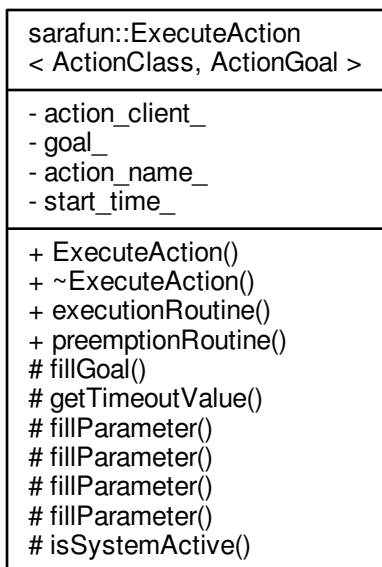 sarafun::ExecuteAction
< ActionClass, ActionGoal >
- action_client_
- goal_
- action_name_
- start_time_
+ ExecuteAction()
+ ~ExecuteAction()
+ executionRoutine()
+ preemptionRoutine()
# fillGoal()
# getTimeoutValue()
# fillParameter()
# fillParameter()
# fillParameter()
# fillParameter()
# isSystemActive()